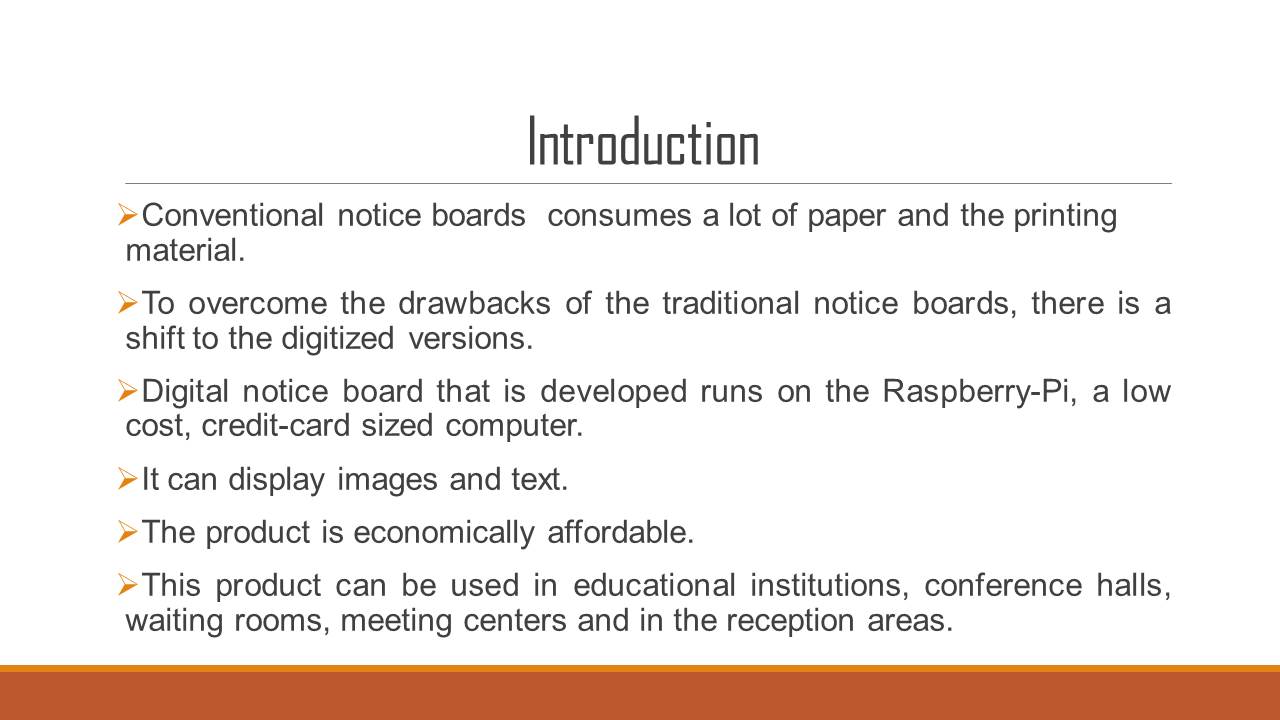 Introduction
➢Conventional notice boards  consumes a lot of paper and the printing
material.
➢To overcome the drawbacks of the traditional notice boards, there is a
shift to the digitized versions.
➢Digital notice board that is developed runs on the Raspberry-Pi, a low
cost, credit-card sized computer.
➢It can display images and text.
➢The product is economically affordable.
➢This product can be used in educational institutions, conference halls,
waiting rooms, meeting centers and in the reception areas.